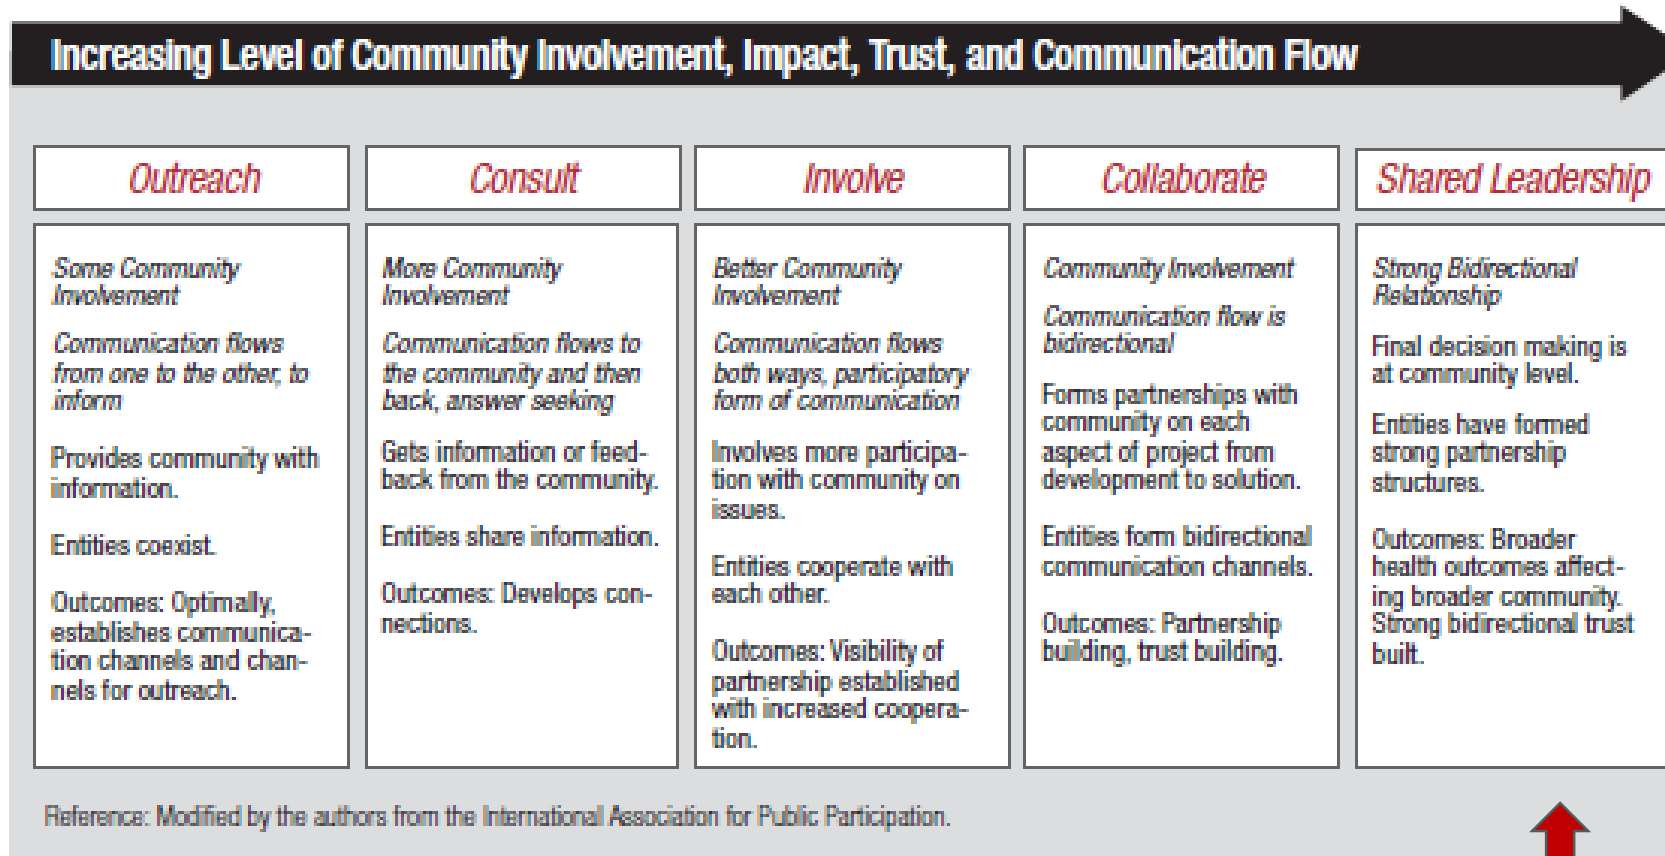 Increasing Level of Community Involvement, Impact, Trust, and Communication Flow
Outreach
Some Community
Involvement
Communication flows
from one to the other, to
inform
Provides community with
information.
Entities coexist.
Outcomes: Optimally,
establishes communica-
tion channels and chan-
nels for outreach.
Consult
More Community
Involvement
Communication flows to
the community and then
back, answer seeking
Gets information or feed-
back from the community.
Entities share information.
Outcomes: Develops con-
nections.
Involve
Better Community
Involvement
Communication flows
both ways, participatory
form of communication
Involves more participa-
tion with community on
issues.
Entities cooperate with
each other.
Outcomes: Visibility of
partnership established
with increased coopera-
tion.
Collaborate
Community Involvement
Communication flow is
bidirectional
Forms partnerships with
community on each
aspect of project from
development to solution.
Entities form bidirectional
communication channels.
Outcomes: Partnership
building, trust building.
Shared Leadership
Strong Bidirectional
Relationship
Final decision making is
at community level.
Entities have formed
strong partnership
structures.
Outcomes: Broader
health outcomes affect-
ing broader community.
Strong bidirectional trust
built.
Reference: Modified by the authors from the International Association for Public Participation.